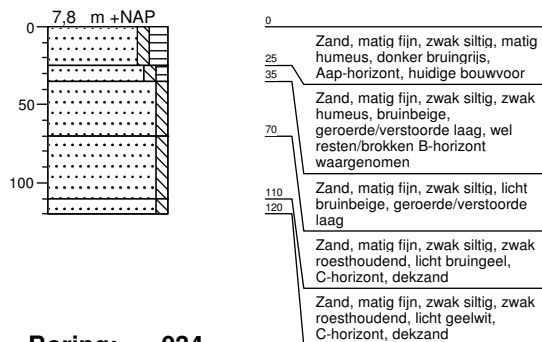 7,8 m +NAP
0
50
100
0
Zand, matig fijn, zwak siltig, matig
humeus, donker bruingrijs,
Aap-horizont, huidige bouwvoor
25
35
Zand, matig fijn, zwak siltig, zwak
humeus, bruinbeige,
geroerde/verstoorde laag, wel
resten/brokken B-horizont
waargenomen
70
Zand, matig fijn, zwak siltig, licht
bruinbeige, geroerde/verstoorde
laag
110
120
Zand, matig fijn, zwak siltig, zwak
roesthoudend, licht bruingeel,
C-horizont, dekzand
Zand, matig fijn, zwak siltig, zwak
roesthoudend, licht geelwit,
C-horizont, dekzand